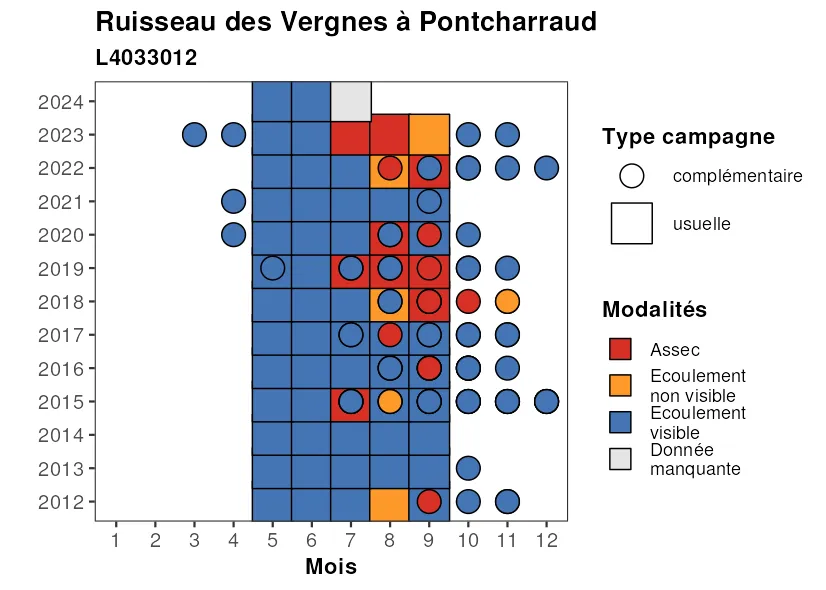 Ruisseau des Vergnes à Pontcharraud
L4033012
2024
2023
2022
2021
2020
2019
2018
2017
2016
2015
2014
2013
2012
1 2 3 4 5 6 7 8 9 10 11 12
Mois
Type campagne
complémentaire
usuelle
Modalités
Assec
Ecoulement
non visible
Ecoulement
visible
Donnée
manquante